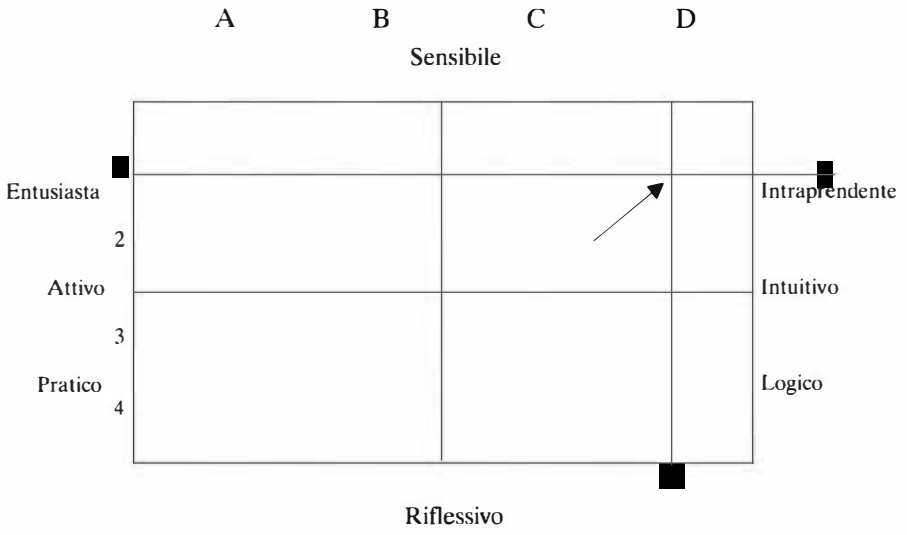 A B C D
Sensibile
Entusiasta Intraprendente
2
Attivo Intuitivo
3
Pratico Logico
4
Riflessivo